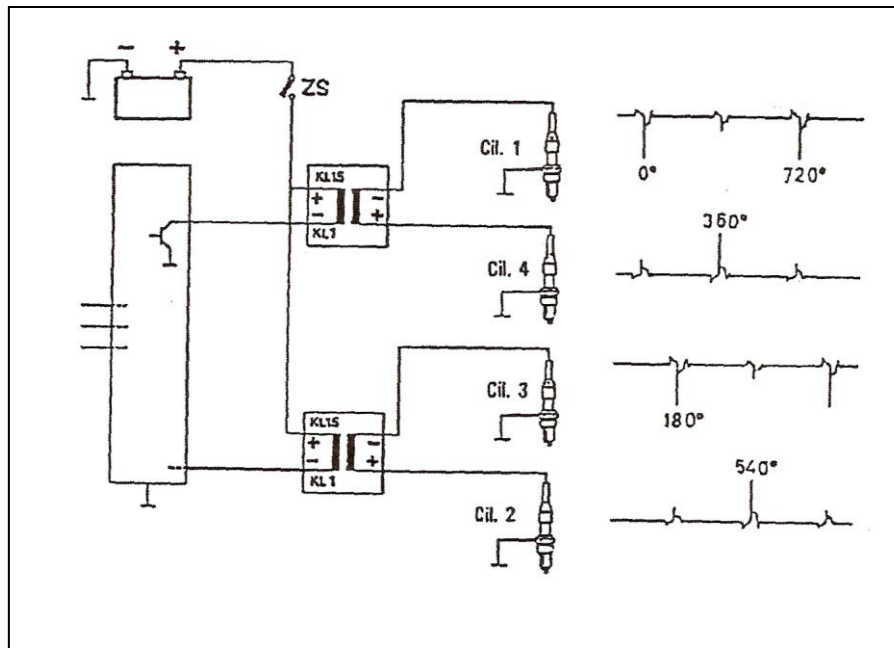 - +
ZS
KL15
+ -
- +
KL1
Cil. 1
0° 720°
Cil. 4
360°
KL15
+ -
- +
KL1
Cil. 3
180°
Cil. 2
540°